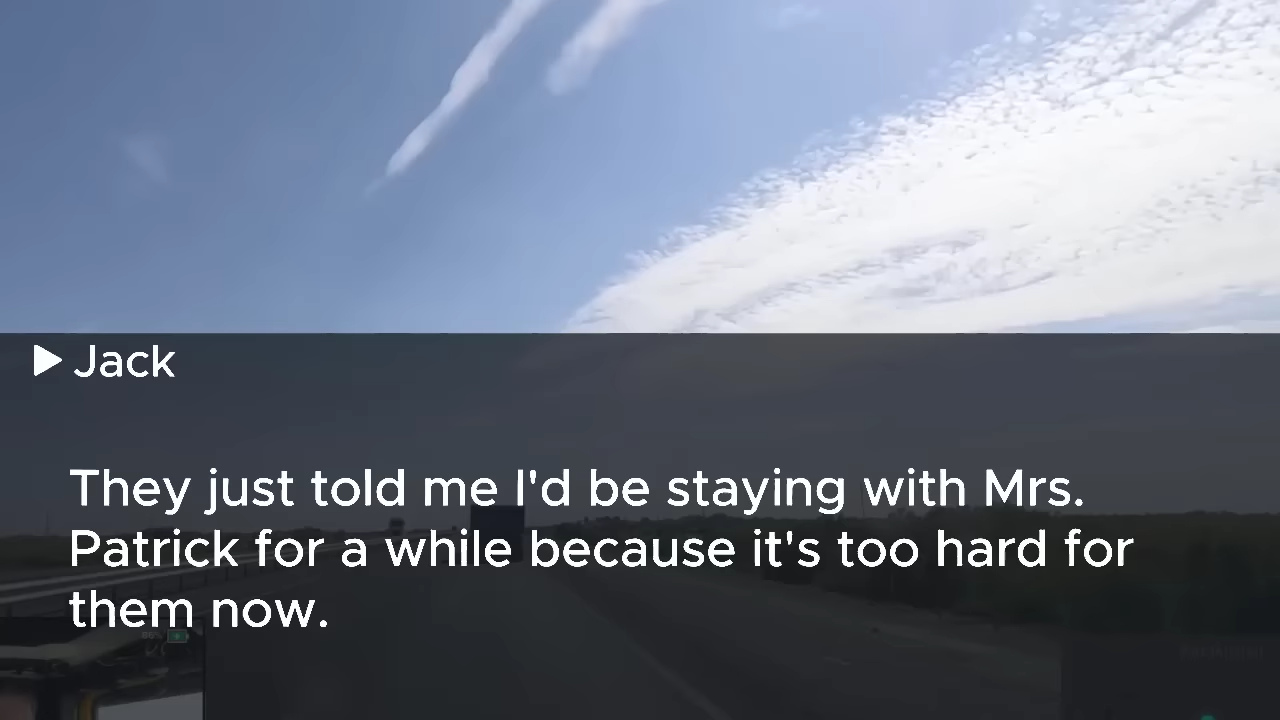 Jack
They just told me I'd be staying with Mrs.
Patrick for a while because it's too hard for
them now.
86%